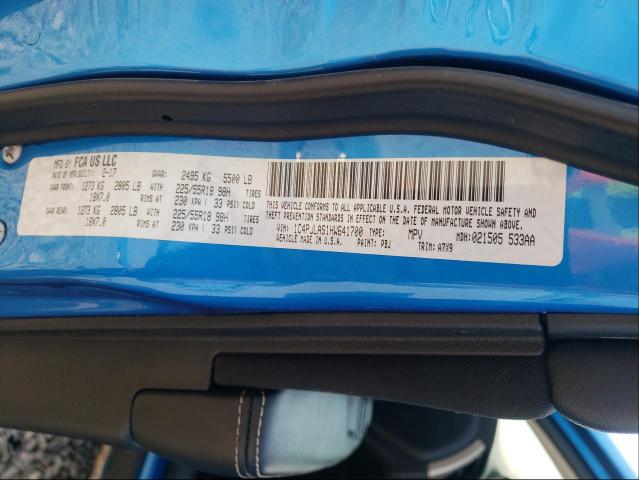 MFD BY FCA US LLC
DATE OF MFR/BUILT: 2-17 GVWR: 2495 KG 5500 LB
GAWR FRONT: 1273 KG 2805 LB WITH 225/55R18 98H TIRES
18X7.0 RIMS AT 230 KPA ( 33 PSI) COLD
GAWR REAR: 1273 KG 2805 LB WITH 225/55R18 98H TIRES
18X7.0 RIMS AT 230 KPA ( 33 PSI) COLD
THIS VEHICLE CONFORMS TO ALL APPLICABLE U.S.A. FEDERAL MOTOR VEHICLE SAFETY AND
THEFT PREVENTION STANDARDS IN EFFECT ON THE DATE OF MANUFACTURE SHOWN ABOVE.
VIN: 1C4PJLAS1HW641700 TYPE: MPV MDH: 021505 533AA
VEHICLE MADE IN U.S.A. PAINT: PBJ TRIM: A7X9